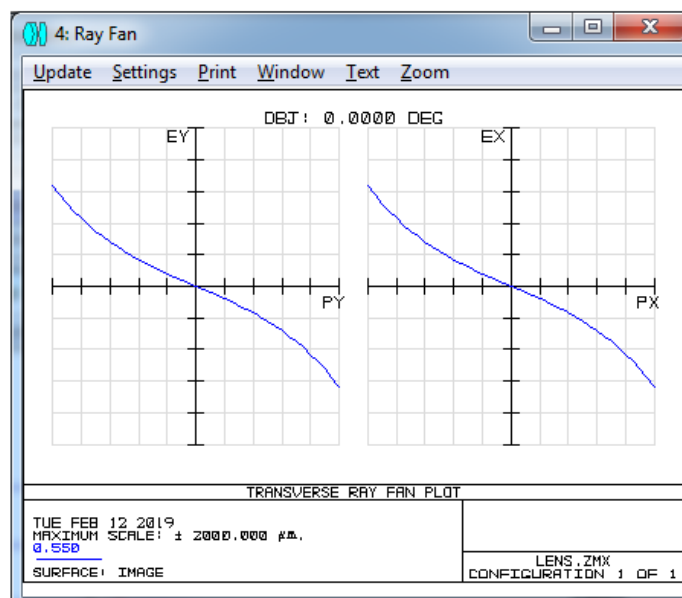 4: Ray Fan
Update Settings Print Window Text Zoom
OBJ: 0.0000 DEG
EY
EX
PY
PX
TRANSVERSE RAY FAN PLOT
TUE FEB 12 2019
MAXIMUM SCALE: ± 2000.000 µm.
0.550
SURFACE: IMAGE
LENS.ZMX
CONFIGURATION 1 OF 1